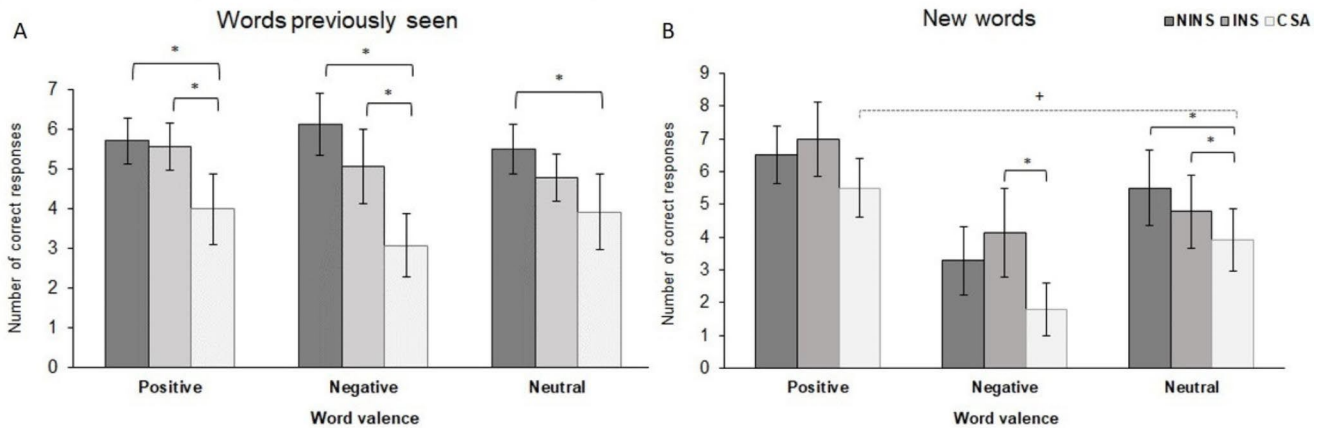 A
Words previously seen
Number of correct responses
7
6
5
4
3
2
1
0
*
*
*
*
*
Positive
Negative
Neutral
Word valence
B
New words
NINS INS CSA
Number of correct responses
9
8
7
6
5
4
3
2
1
0
+
*
*
*
Positive
Negative
Neutral
Word valence